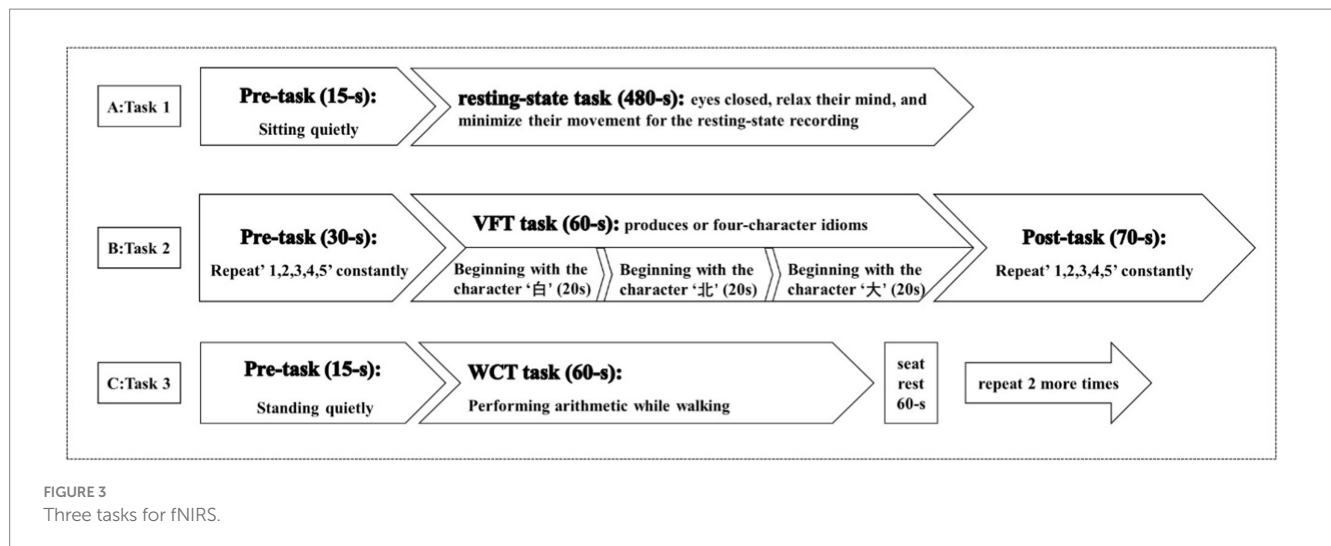 A:Task 1
Pre-task (15-s):
Sitting quietly
resting-state task (480-s): eyes closed, relax their mind, and
minimize their movement for the resting-state recording
B:Task 2
Pre-task (30-s):
Repeat’ 1,2,3,4,5’ constantly
VFT task (60-s): produces or four-character idioms
Beginning with the
character ‘白’ (20s)
Beginning with the
character ‘北’ (20s)
Beginning with the
character ‘大’ (20s)
Post-task (70-s):
Repeat’ 1,2,3,4,5’ constantly
C:Task 3
Pre-task (15-s):
Standing quietly
WCT task (60-s):
Performing arithmetic while walking
seat
rest
60-s
repeat 2 more times
FIGURE 3
Three tasks for fNIRS.